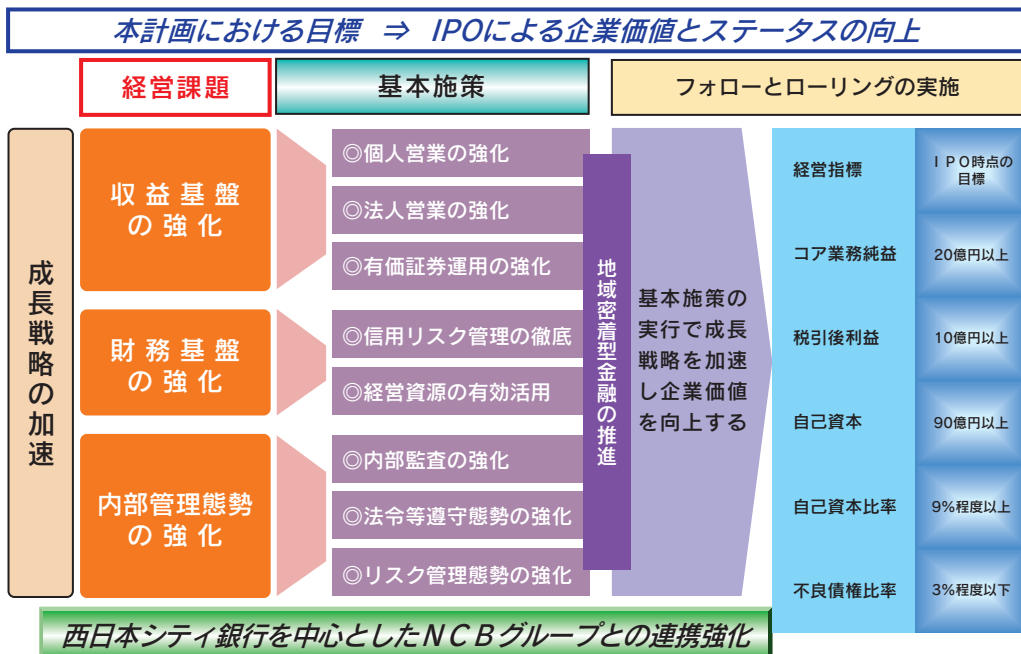 本計画における目標 ⇒ IPOによる企業価値とステータスの向上
経営課題
基本施策
フォローとローリングの実施
成長戦略の加速
収益基盤
の強化
◎個人営業の強化
◎法人営業の強化
◎有価証券運用の強化
財務基盤
の強化
◎信用リスク管理の徹底
◎経営資源の有効活用
内部管理態勢
の強化
◎内部監査の強化
◎法令等遵守態勢の強化
◎リスク管理態勢の強化
地域密着型金融の推進
基本施策の
実行で成長
戦略を加速
し企業価値
を向上する
経営指標
IPO時点の
目標
コア業務純益
20億円以上
税引後利益
10億円以上
自己資本
90億円以上
自己資本比率
9%程度以上
不良債権比率
3%程度以下
西日本シティ銀行を中心としたNCBグループとの連携強化